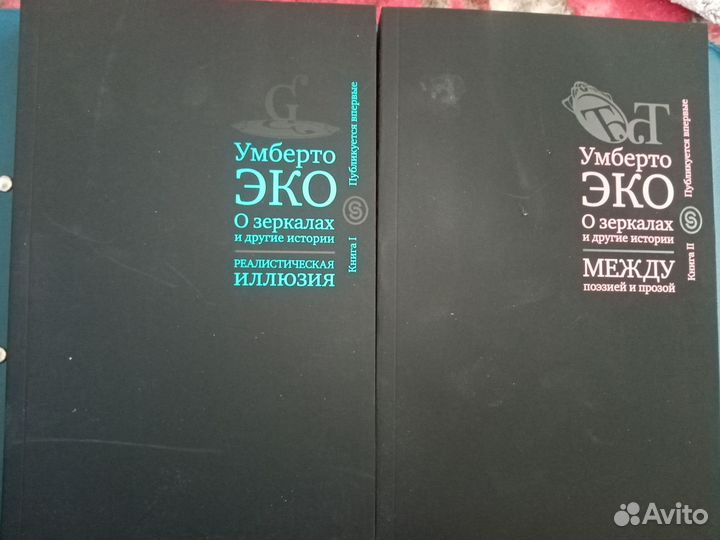 G
Умберто
ЭКО
О зеркалах
и другие истории
РЕАЛИСТИЧЕСКАЯ
ИЛЛЮЗИЯ
Книга I
Публикуется впервые
Умберто
ЭКО
О зеркалах
и другие истории
МЕЖДУ
поэзией и прозой
Книга II
Публикуется впервые
Avito